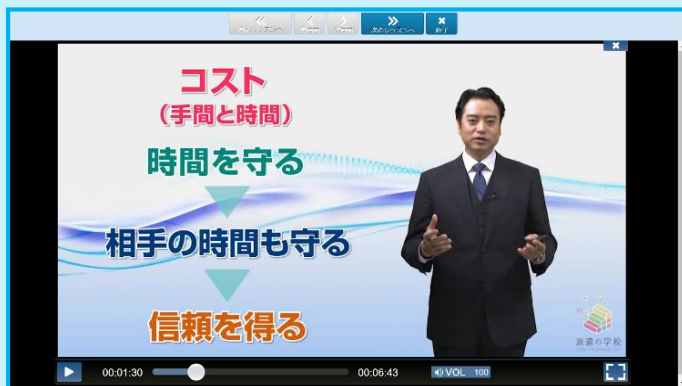 次のレッスンへ
終了
コスト
（手間と時間）
時間を守る
相手の時間も守る
信頼を得る
派遣の学校
00:01:30
00:06:43
VOL 100